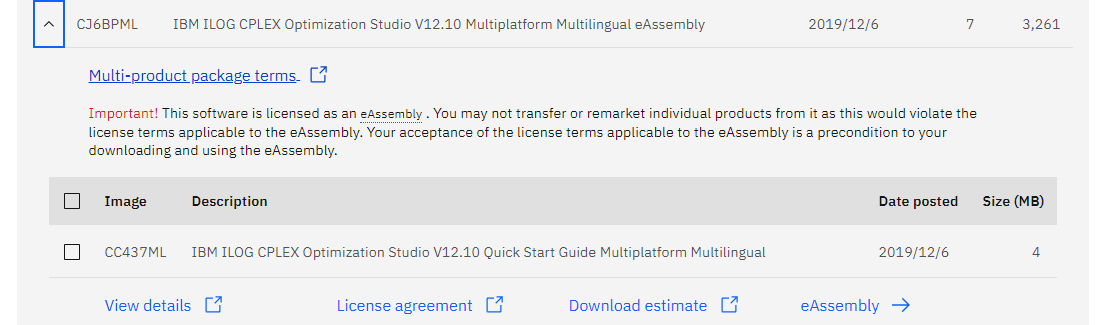 CJ6BPML IBM ILOG CPLEX Optimization Studio V12.10 Multiplatform Multilingual eAssembly 2019/12/6 7 3,261
Multi-product package terms
Important! This software is licensed as an eAssembly . You may not transfer or remarket individual products from it as this would violate the
license terms applicable to the eAssembly. Your acceptance of the license terms applicable to the eAssembly is a precondition to your
downloading and using the eAssembly.
Image Description Date posted Size (MB)
CC437ML IBM ILOG CPLEX Optimization Studio V12.10 Quick Start Guide Multiplatform Multilingual 2019/12/6 4
View details License agreement Download estimate eAssembly